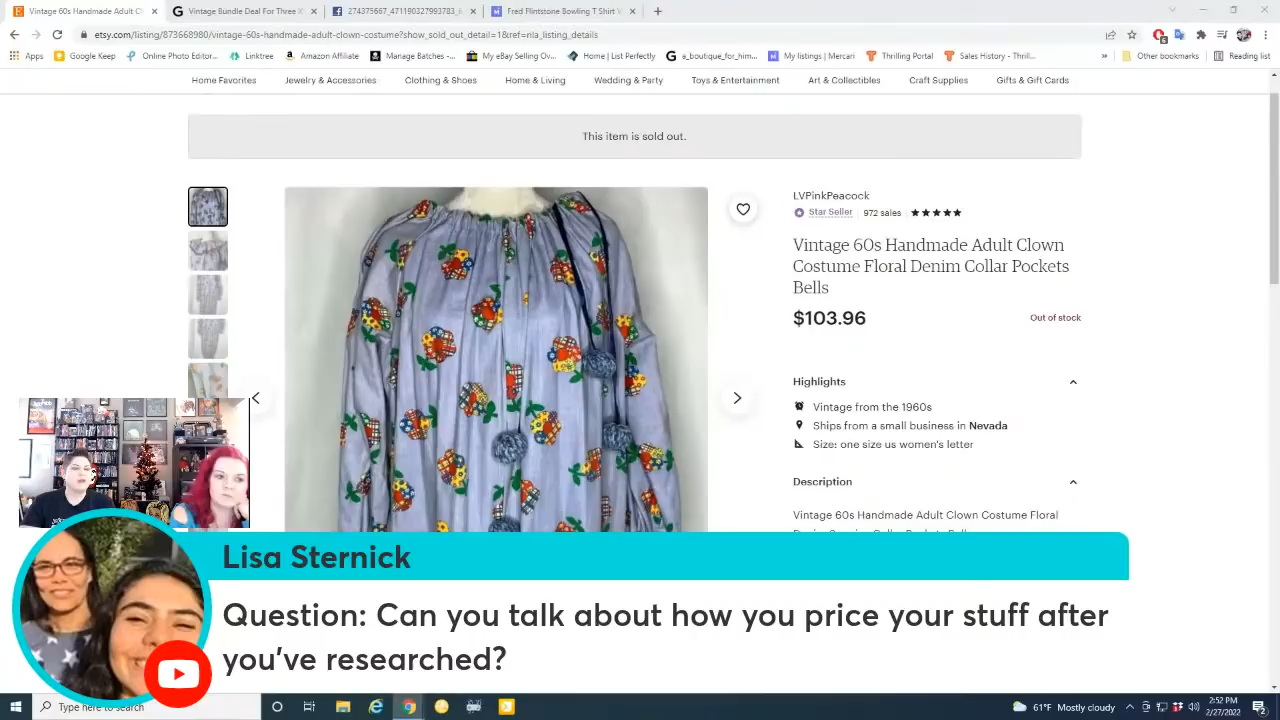 Vintage 60s Handmade Adult Cl
Vintage Bundle Deal For Three X
274375667_471190327993783_
Fred Flintstone Bowling T Shirt V
etsy.com/listing/873668980/vintage-60s-handmade-adult-clown-costume?show_sold_out_detail=1&ref=nla_listing_details
Apps
Google Keep
Online Photo Editor...
Linktree
Amazon Affiliate
Manage Batches -...
My eBay Selling Ov...
Home | List Perfectly
a_boutique_for_him...
My listings | Mercari
Thrilling Portal
Sales History - Thrill...
Other bookmarks
Reading list
Home Favorites
Jewelry & Accessories
Clothing & Shoes
Home & Living
Wedding & Party
Toys & Entertainment
Art & Collectibles
Craft Supplies
Gifts & Gift Cards
This item is sold out.
LVPinkPeacock
Star Seller
972 sales
Vintage 60s Handmade Adult Clown
Costume Floral Denim Collar Pockets
Bells
$103.96
Out of stock
Highlights
Vintage from the 1960s
Ships from a small business in Nevada
Size: one size us women's letter
Description
Vintage 60s Handmade Adult Clown Costume Floral
Lisa Sternick
Question: Can you talk about how you price your stuff after
you've researched?
Type here to search
61°F Mostly cloudy
2:52 PM
2/27/2022